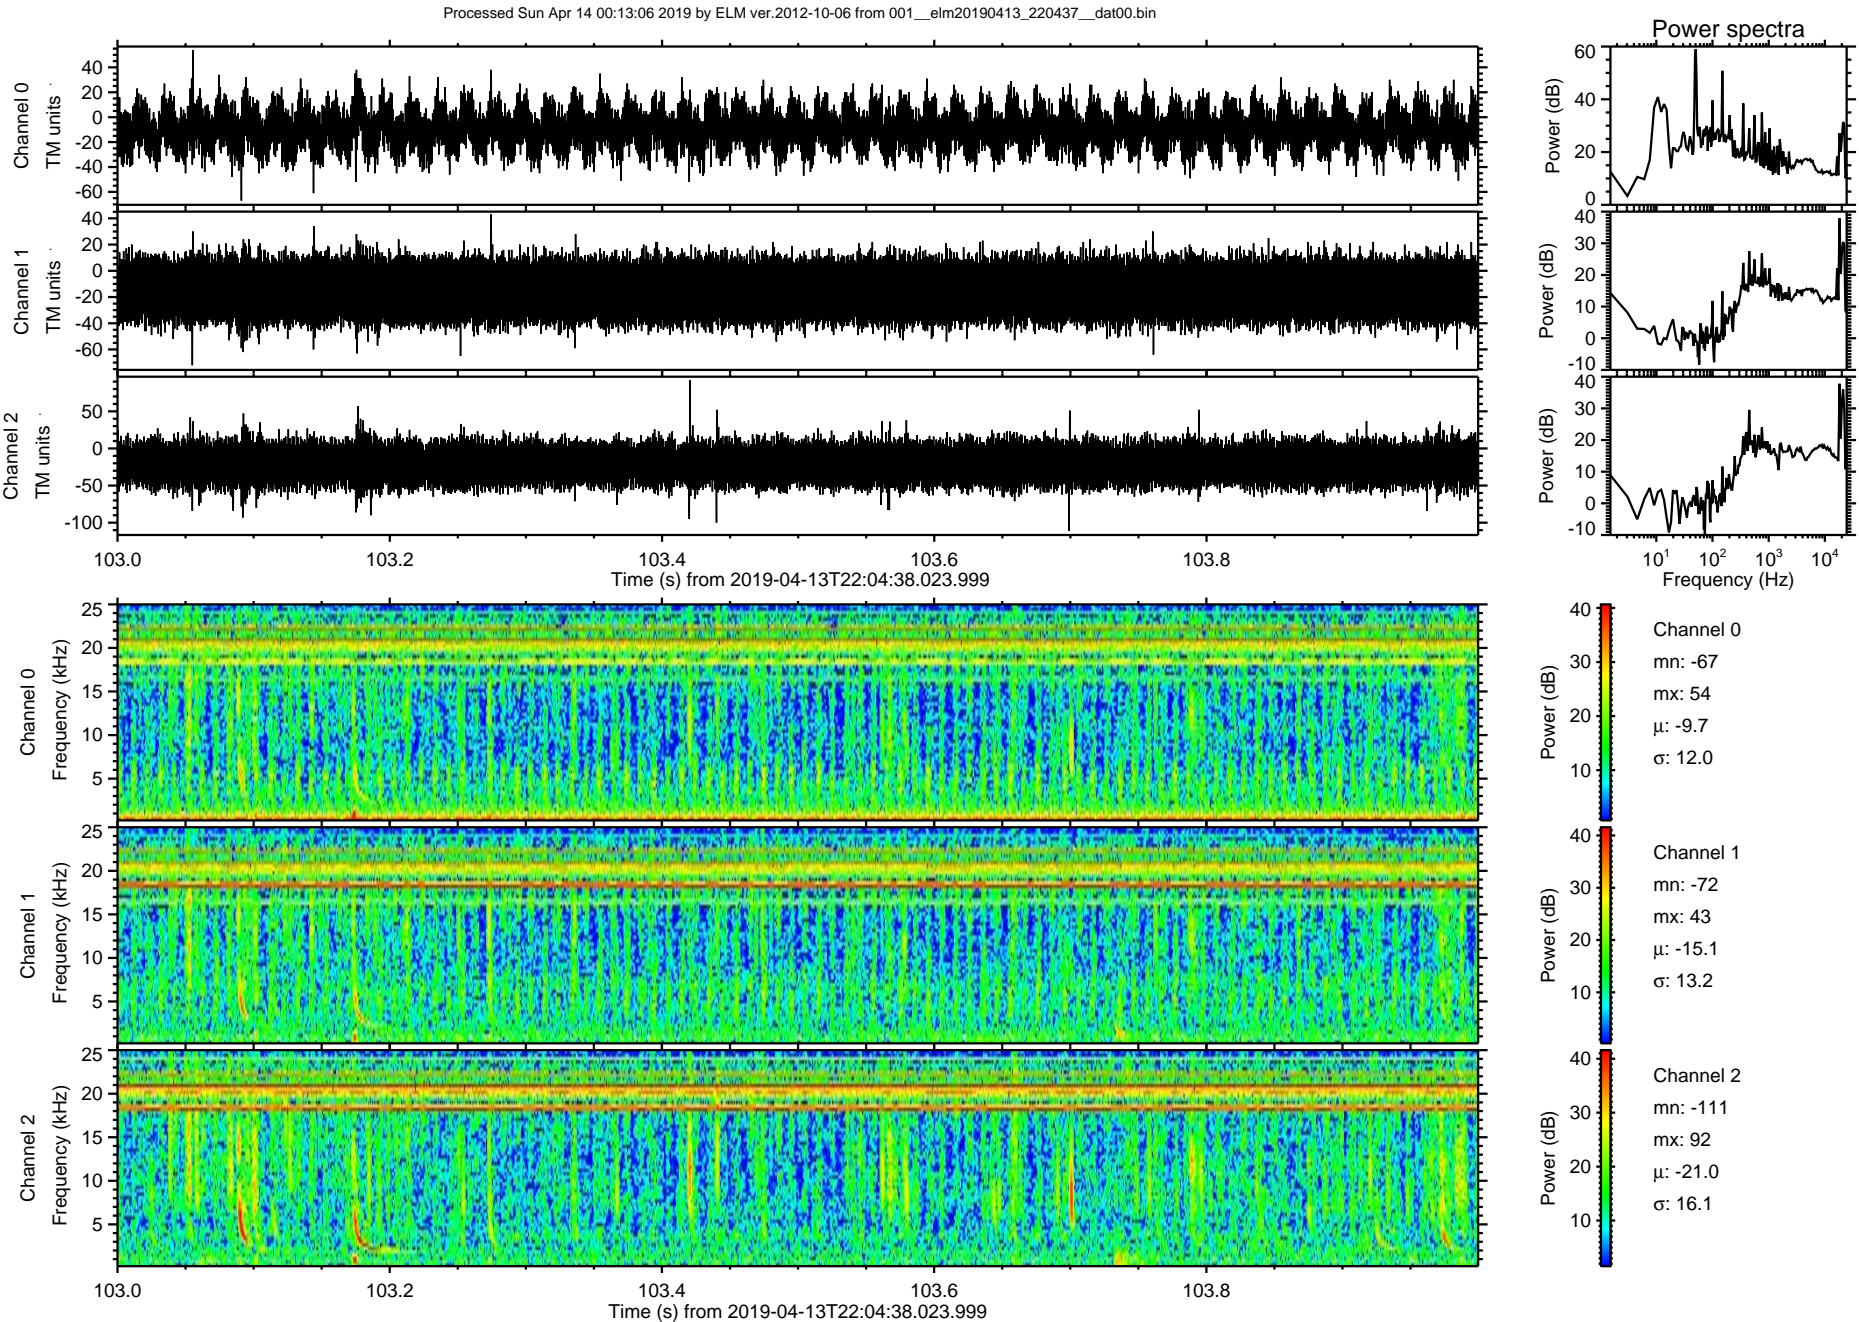 Processed Sun Apr 14 00:13:06 2019 by ELM ver.2012-10-06 from 001__elm20190413_220437__dat00.bin
Power spectra
Channel 0
TM units
40
20
0
-20
-40
-60
Power (dB)
60
40
20
0
Channel 1
TM units
40
20
0
-20
-40
-60
Power (dB)
40
30
20
10
0
-10
Channel 2
TM units
50
0
-50
-100
Power (dB)
40
30
20
10
0
-10
103.0 103.2 103.4 103.6 103.8
Time (s) from 2019-04-13T22:04:38.023.999
10¹ 10² 10³ 10⁴
Frequency (Hz)
Channel 0
Frequency (kHz)
25
20
15
10
5
Power (dB)
40
30
20
10
Channel 0
mn: -67
mx: 54
µ: -9.7
σ: 12.0
Channel 1
Frequency (kHz)
25
20
15
10
5
Power (dB)
40
30
20
10
Channel 1
mn: -72
mx: 43
µ: -15.1
σ: 13.2
Channel 2
Frequency (kHz)
25
20
15
10
5
Power (dB)
40
30
20
10
Channel 2
mn: -111
mx: 92
µ: -21.0
σ: 16.1
103.0 103.2 103.4 103.6 103.8
Time (s) from 2019-04-13T22:04:38.023.999